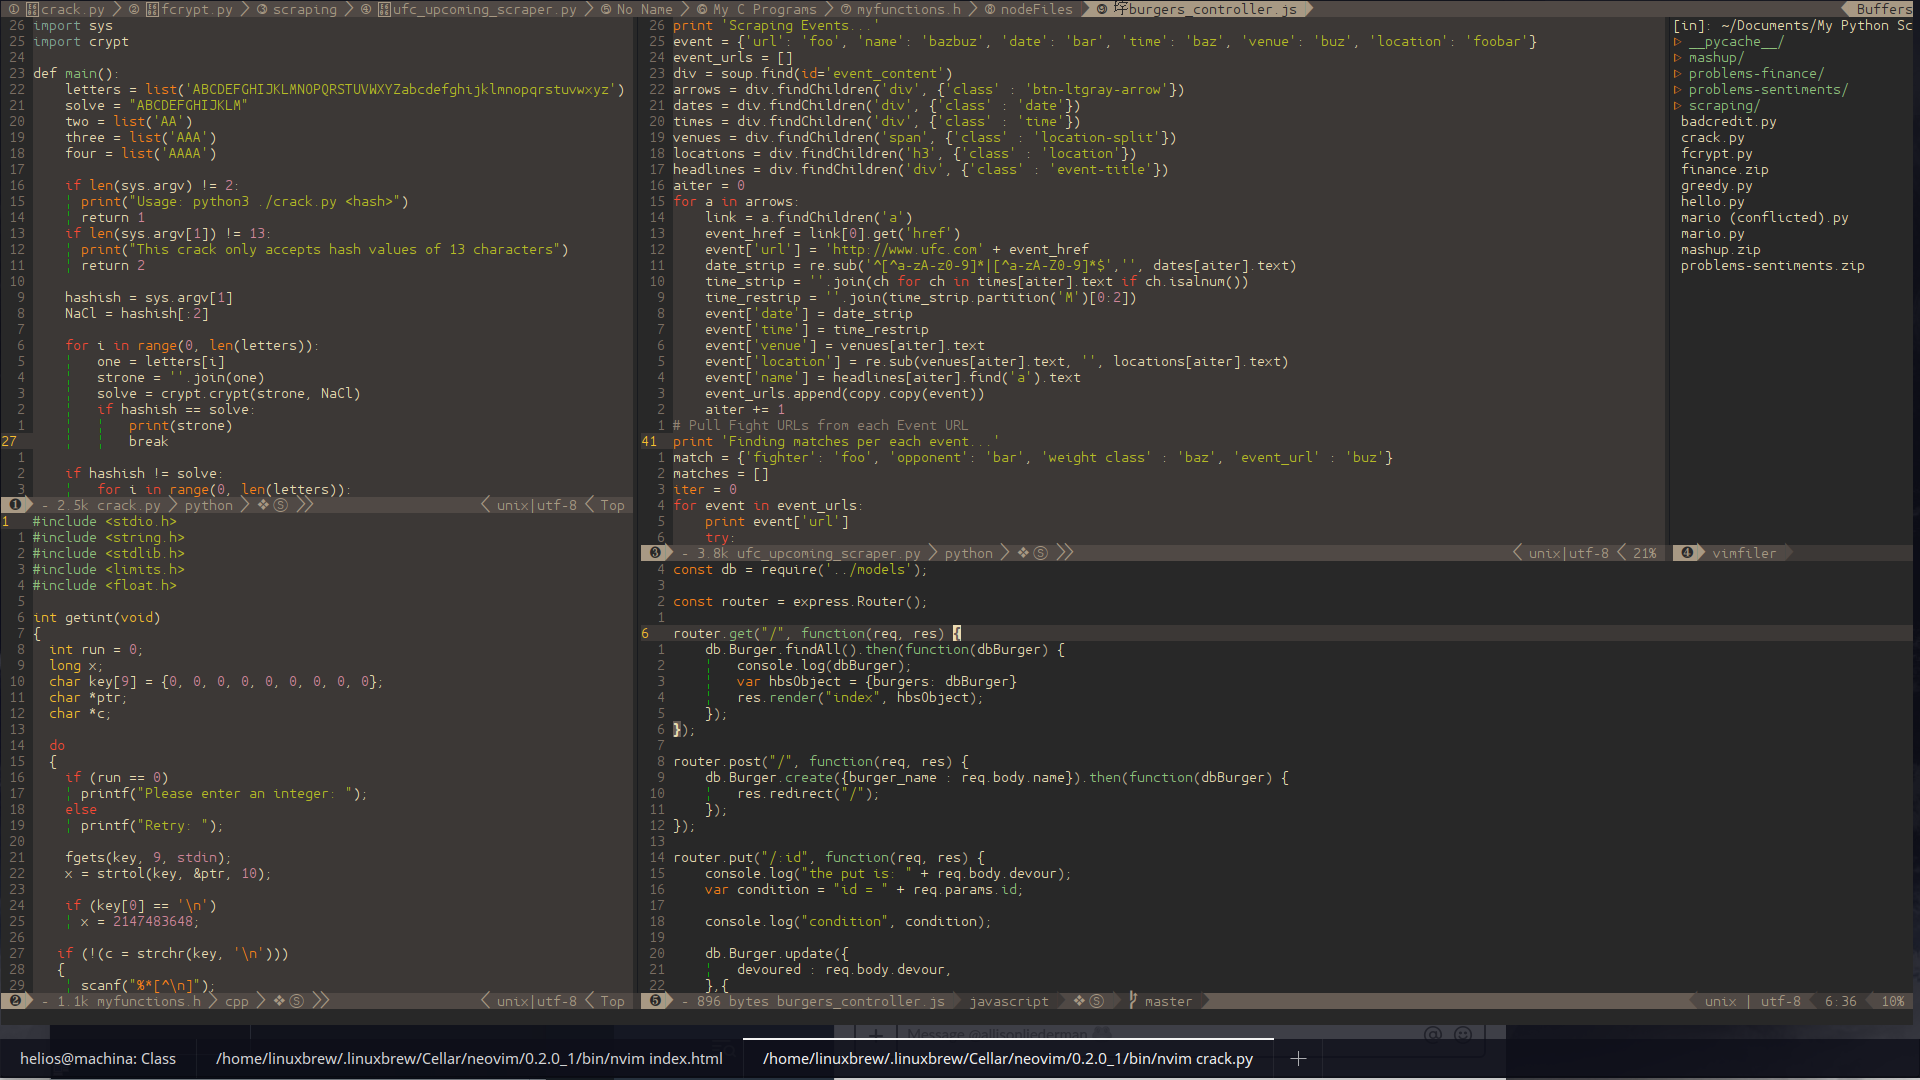 ① crack.py ② fcrypt.py ③ scraping ④ ufc_upcoming_scraper.py ⑤ No Name ⑥ My C Programs ⑦ myfunctions.h ⑧ nodeFiles ⑨ burgers_controller.js Buffers
26 import sys
25 import crypt
24
23 def main():
22 letters = list('ABCDEFGHIJKLMNOPQRSTUVWXYZabcdefghijklmnopqrstuvwxyz')
21 solve = "ABCDEFGHIJKLM"
20 two = list('AA')
19 three = list('AAA')
18 four = list('AAAA')
17
16 if len(sys.argv) != 2:
15 print("Usage: python3 ./crack.py <hash>")
14 return 1
13 if len(sys.argv[1]) != 13:
12 print("This crack only accepts hash values of 13 characters")
11 return 2
10
9 hashish = sys.argv[1]
8 NaCl = hashish[:2]
7
6 for i in range(0, len(letters)):
5 one = letters[i]
4 strone = ''.join(one)
3 solve = crypt.crypt(strone, NaCl)
2 if hashish == solve:
1 print(strone)
27 break
1
2 if hashish != solve:
3 for i in range(0, len(letters)):
❶ - 2.5k crack.py python ❖ Ⓢ unix|utf-8 Top
1 #include <stdio.h>
1 #include <string.h>
2 #include <stdlib.h>
3 #include <limits.h>
4 #include <float.h>
5
6 int getint(void)
7 {
8 int run = 0;
9 long x;
10 char key[9] = {0, 0, 0, 0, 0, 0, 0, 0, 0};
11 char *ptr;
12 char *c;
13
14 do
15 {
16 if (run == 0)
17 printf("Please enter an integer: ");
18 else
19 printf("Retry: ");
20
21 fgets(key, 9, stdin);
22 x = strtol(key, &ptr, 10);
23
24 if (key[0] == '\n')
25 x = 2147483648;
26
27 if (!(c = strchr(key, '\n')))
28 {
29 scanf("%*[^\n]");
❷ - 1.1k myfunctions.h cpp ❖ Ⓢ unix|utf-8 Top
26 print 'Scraping Events...'
25 event = {'url': 'foo', 'name': 'bazbuz', 'date': 'bar', 'time': 'baz', 'venue': 'buz', 'location': 'foobar'}
24 event_urls = []
23 div = soup.find(id='event_content')
22 arrows = div.findChildren('div', {'class' : 'btn-ltgray-arrow'})
21 dates = div.findChildren('div', {'class' : 'date'})
20 times = div.findChildren('div', {'class' : 'time'})
19 venues = div.findChildren('span', {'class' : 'location-split'})
18 locations = div.findChildren('h3', {'class' : 'location'})
17 headlines = div.findChildren('div', {'class' : 'event-title'})
16 aiter = 0
15 for a in arrows:
14 link = a.findChildren('a')
13 event_href = link[0].get('href')
12 event['url'] = 'http://www.ufc.com' + event_href
11 date_strip = re.sub('^[^a-zA-z0-9]*|[^a-zA-Z0-9]*$','', dates[aiter].text)
10 time_strip = ''.join(ch for ch in times[aiter].text if ch.isalnum())
9 time_restrip = ''.join(time_strip.partition('M')[0:2])
8 event['date'] = date_strip
7 event['time'] = time_restrip
6 event['venue'] = venues[aiter].text
5 event['location'] = re.sub(venues[aiter].text, '', locations[aiter].text)
4 event['name'] = headlines[aiter].find('a').text
3 event_urls.append(copy.copy(event))
2 aiter += 1
1 # Pull Fight URLs from each Event URL
41 print 'Finding matches per each event...'
1 match = {'fighter': 'foo', 'opponent': 'bar', 'weight class' : 'baz', 'event_url' : 'buz'}
2 matches = []
3 iter = 0
4 for event in event_urls:
5 print event['url']
6 try:
❸ - 3.8k ufc_upcoming_scraper.py python ❖ Ⓢ unix|utf-8 21%
[in]: ~/Documents/My Python Sc
▷ __pycache__/
▷ mashup/
▷ problems-finance/
▷ problems-sentiments/
▷ scraping/
badcredit.py
crack.py
fcrypt.py
finance.zip
greedy.py
hello.py
mario (conflicted).py
mario.py
mashup.zip
problems-sentiments.zip
❹ vimfiler
4 const db = require('../models');
3
2 const router = express.Router();
1
6 router.get("/", function(req, res) {
1 db.Burger.findAll().then(function(dbBurger) {
2 console.log(dbBurger);
3 var hbsObject = {burgers: dbBurger}
4 res.render("index", hbsObject);
5 });
6 });
7
8 router.post("/", function(req, res) {
9 db.Burger.create({burger_name : req.body.name}).then(function(dbBurger) {
10 res.redirect("/");
11 });
12 });
13
14 router.put("/:id", function(req, res) {
15 console.log("the put is: " + req.body.devour);
16 var condition = "id = " + req.params.id;
17
18 console.log("condition", condition);
19
20 db.Burger.update({
21 devoured : req.body.devour,
22 },{
❺ - 896 bytes burgers_controller.js javascript ❖ Ⓢ master unix | utf-8 6:36 10%
Message @allisonliederman
helios@machina: Class /home/linuxbrew/.linuxbrew/Cellar/neovim/0.2.0_1/bin/nvim index.html /home/linuxbrew/.linuxbrew/Cellar/neovim/0.2.0_1/bin/nvim crack.py +